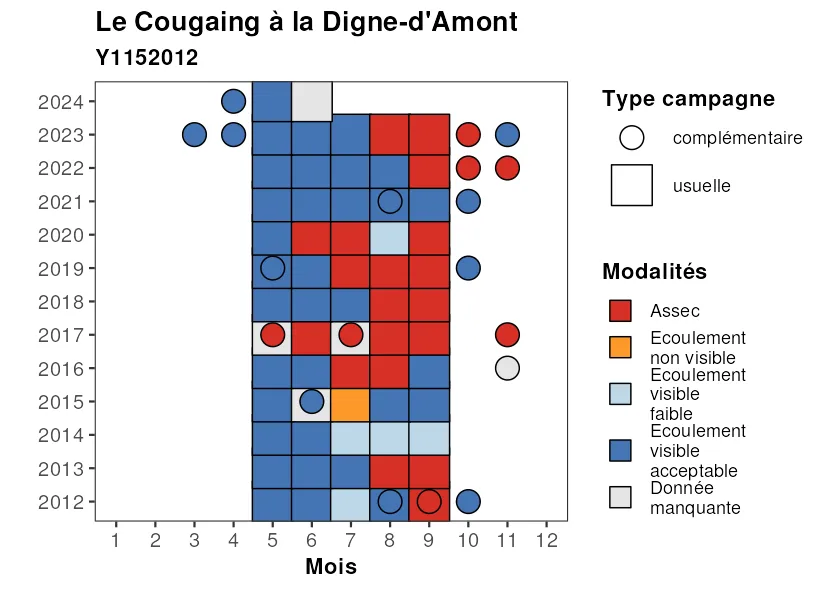 Le Cougaing à la Digne-d'Amont
Y1152012
2024
2023
2022
2021
2020
2019
2018
2017
2016
2015
2014
2013
2012
1 2 3 4 5 6 7 8 9 10 11 12
Mois
Type campagne
complémentaire
usuelle
Modalités
Assec
Ecoulement
non visible
Ecoulement
visible
faible
Ecoulement
visible
acceptable
Donnée
manquante